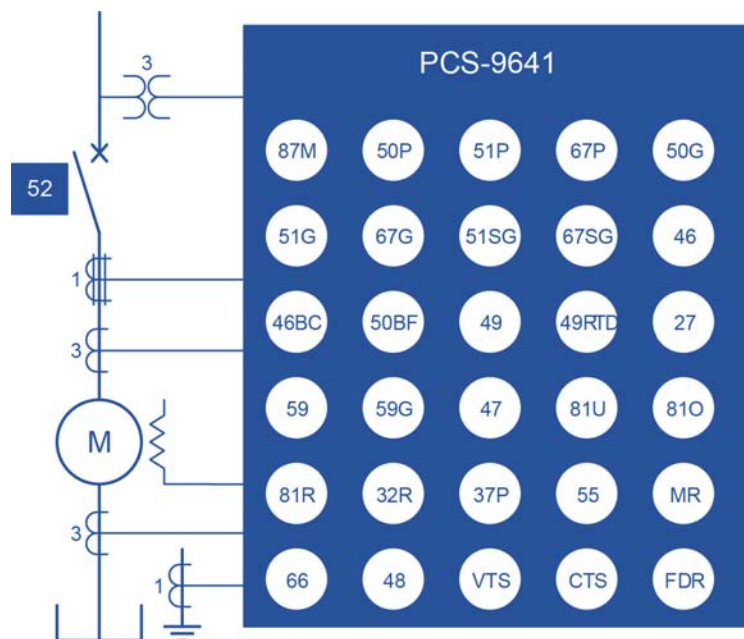 3
PCS-9641
87M 50P 51P 67P 50G
52
51G 67G 51SG 67SG 46
1
46BC 50BF 49 49RTD 27
3
59 59G 47 81U 81O
M
81R 32R 37P 55 MR
3
1
66 48 VTS CTS FDR